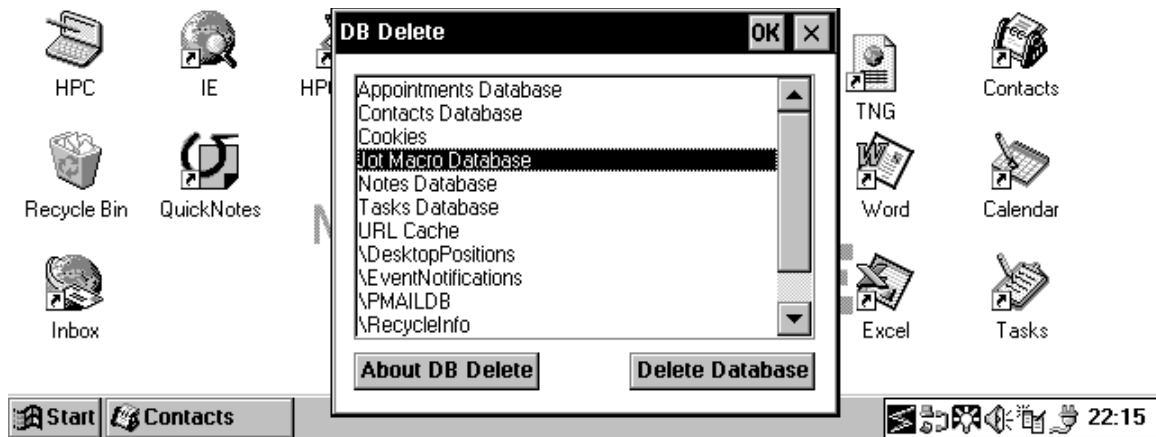 DB Delete
OK
HPC
IE
HP
TNG
Contacts
Appointments Database
Contacts Database
Cookies
Jot Macro Database
Notes Database
Tasks Database
URL Cache
\DesktopPositions
\EventNotifications
\PMAILDB
\RecycleInfo
Recycle Bin
QuickNotes
Word
Calendar
Inbox
Excel
Tasks
About DB Delete
Delete Database
Start
Contacts
22:15